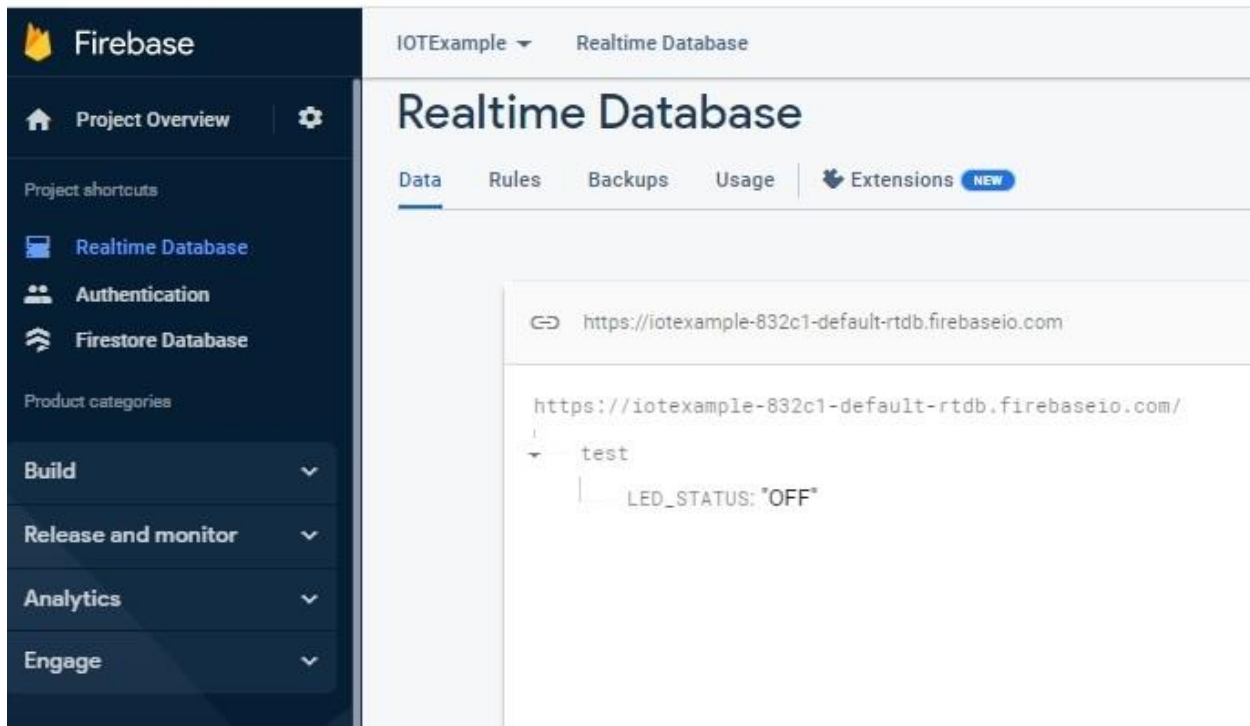 Firebase
Project Overview
Project shortcuts
Realtime Database
Authentication
Firestore Database
Product categories
Build
Release and monitor
Analytics
Engage
IOTExample Realtime Database
Realtime Database
Data Rules Backups Usage Extensions NEW
https://iotexample-832c1-default-rtdb.firebaseio.com
https://iotexample-832c1-default-rtdb.firebaseio.com/
test
LED_STATUS: "OFF"